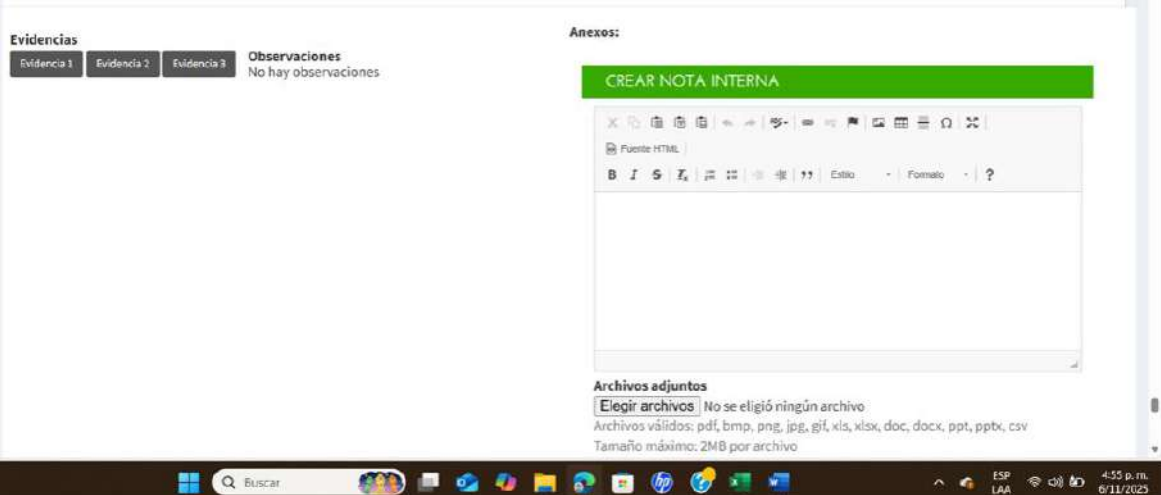 Evidencias
Evidencia 1 Evidencia 2 Evidencia 3
Observaciones
No hay observaciones
Anexos:
CREAR NOTA INTERNA
Fuente HTML
B I S Ix Estilo Formato ?
Archivos adjuntos
Elegir archivos No se eligió ningún archivo
Archivos válidos: pdf, bmp, png, jpg, gif, xls, xlsx, doc, docx, ppt, pptx, csv
Tamaño máximo: 2MB por archivo
Buscar
ESP
LAA
4:55 p. m.
6/11/2025